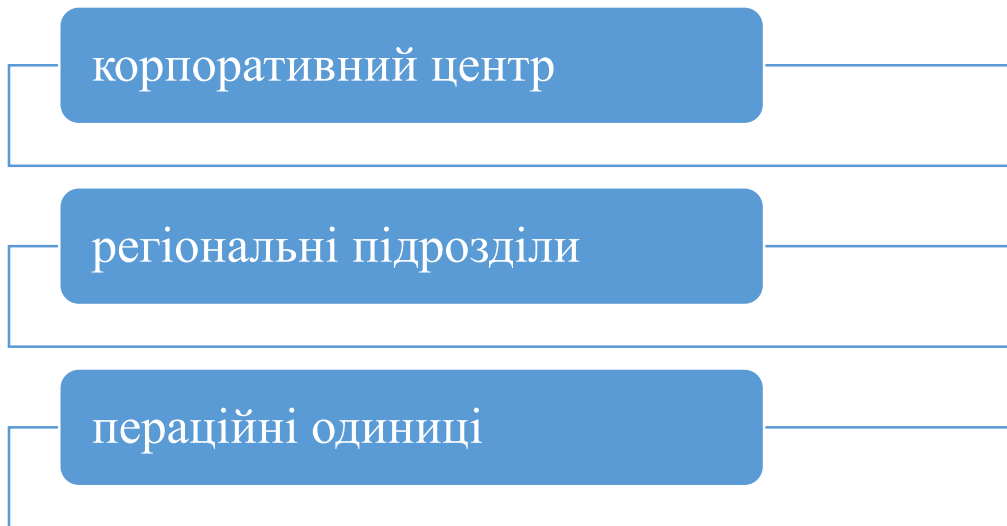 корпоративний центр
регіональні підрозділи
пераційні одиниці